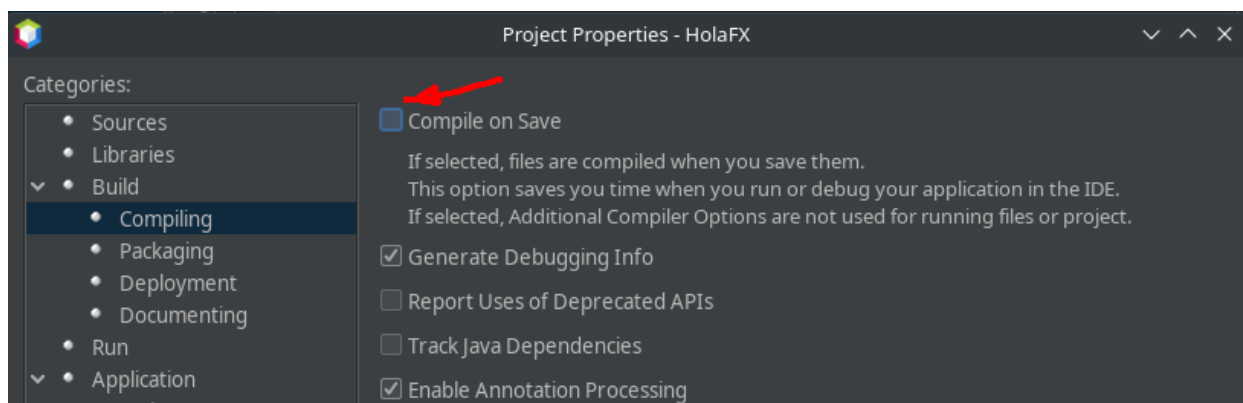 Project Properties - HolaFX
Categories:
Sources
Libraries
Build
Compiling
Packaging
Deployment
Documenting
Run
Application
Compile on Save
If selected, files are compiled when you save them.
This option saves you time when you run or debug your application in the IDE.
If selected, Additional Compiler Options are not used for running files or project.
Generate Debugging Info
Report Uses of Deprecated APIs
Track Java Dependencies
Enable Annotation Processing